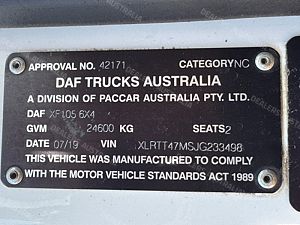 APPROVAL NO. 42171 CATEGORY NC
DAF TRUCKS AUSTRALIA
A DIVISION OF PACCAR AUSTRALIA PTY. LTD.
DAF XF105 6X4
GVM 24600 KG SEATS 2
DATE 07/19 VIN XLRTT47MSJG233498
THIS VEHICLE WAS MANUFACTURED TO COMPLY
WITH THE MOTOR VEHICLE STANDARDS ACT 1989